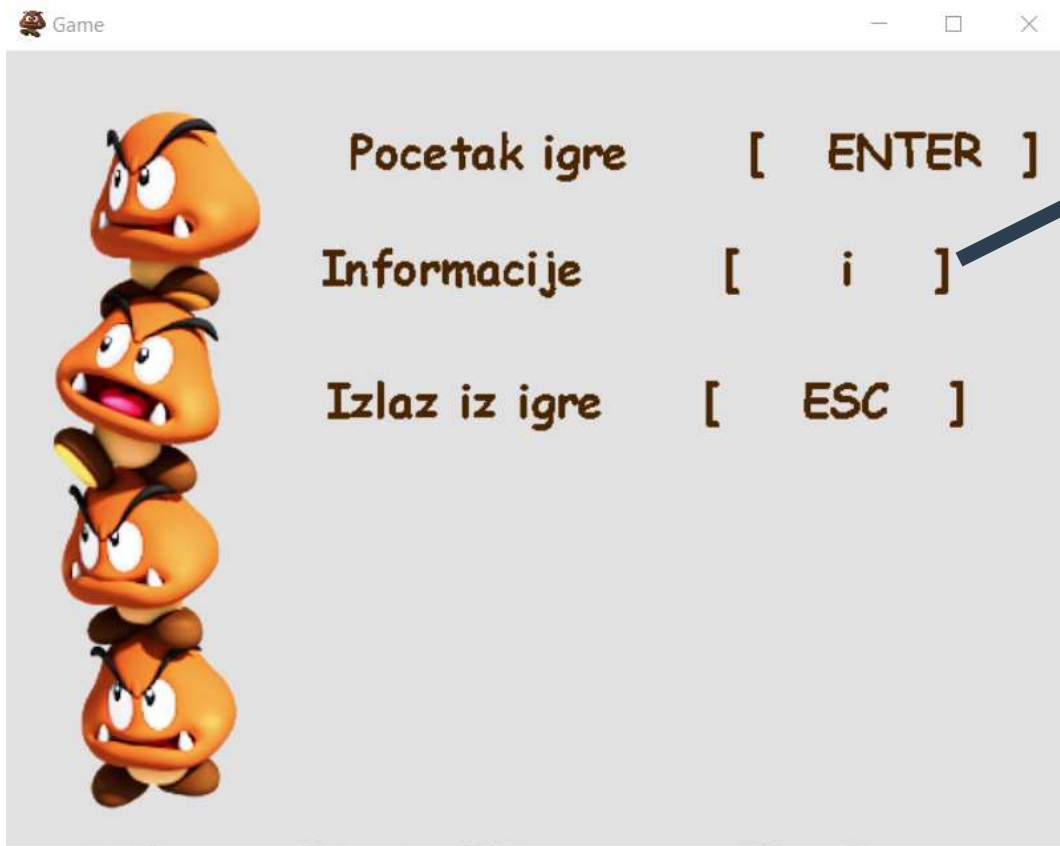 Game
Pocetak igre [ ENTER ]
Informacije [ i ]
Izlaz iz igre [ ESC ]